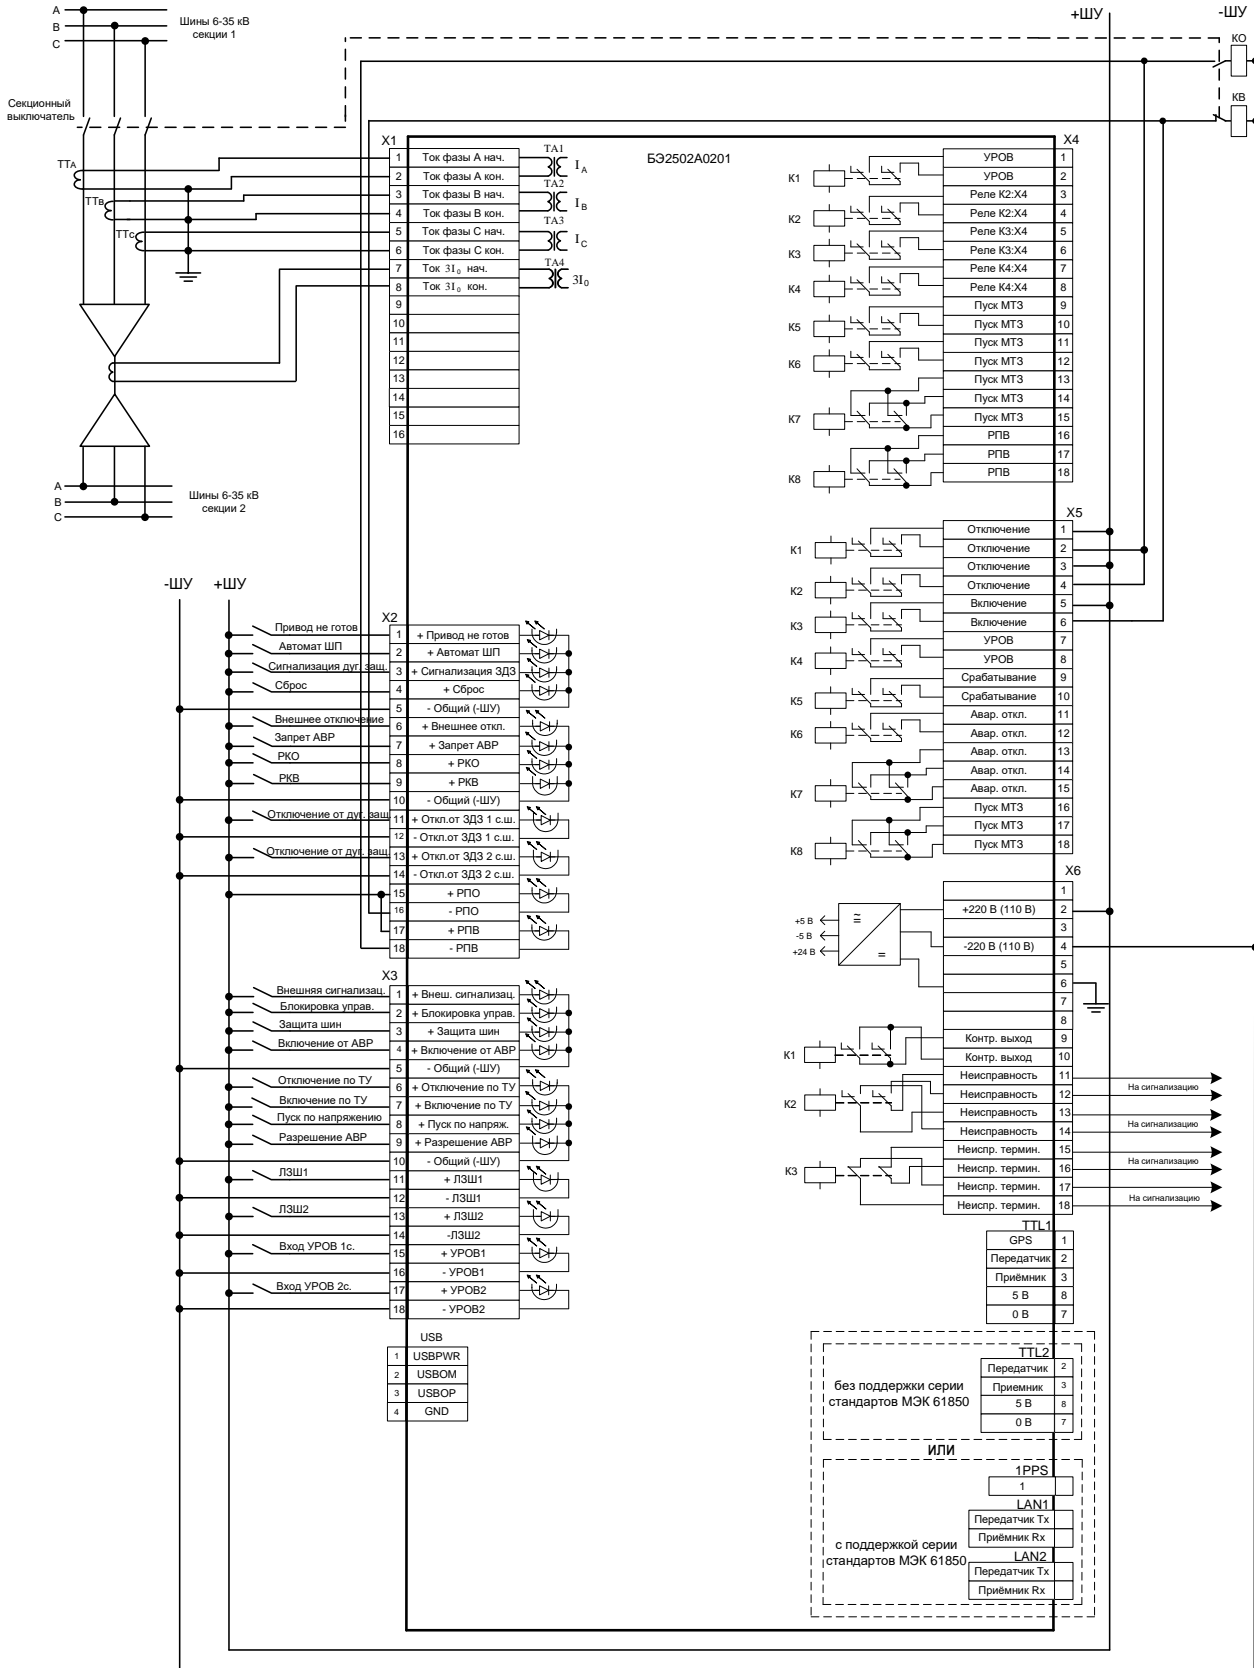 +ШУ
-ШУ
A
B
C
Шины 6-35 кВ
секции 1
КО
КВ
Секционный
выключатель
ТТА
ТТВ
ТТС
БЭ2502А0201
X1
1 Ток фазы А нач.
2 Ток фазы А кон.
3 Ток фазы В нач.
4 Ток фазы В кон.
5 Ток фазы С нач.
6 Ток фазы С кон.
7 Ток 3I0 нач.
8 Ток 3I0 кон.
9
10
11
12
13
14
15
16
TA1
IA
TA2
IB
TA3
IC
TA4
3I0
A
B
C
Шины 6-35 кВ
секции 2
X4
K1
K2
K3
K4
K5
K6
K7
K8
УРОВ 1
УРОВ 2
Реле К2:Х4 3
Реле К2:Х4 4
Реле К3:Х4 5
Реле К3:Х4 6
Реле К4:Х4 7
Реле К4:Х4 8
Пуск МТЗ 9
Пуск МТЗ 10
Пуск МТЗ 11
Пуск МТЗ 12
Пуск МТЗ 13
Пуск МТЗ 14
Пуск МТЗ 15
РПВ 16
РПВ 17
РПВ 18
X5
K1
K2
K3
K4
K5
K6
K7
K8
Отключение 1
Отключение 2
Отключение 3
Отключение 4
Включение 5
Включение 6
УРОВ 7
УРОВ 8
Срабатывание 9
Срабатывание 10
Авар. откл. 11
Авар. откл. 12
Авар. откл. 13
Авар. откл. 14
Авар. откл. 15
Пуск МТЗ 16
Пуск МТЗ 17
Пуск МТЗ 18
-ШУ
+ШУ
X2
Привод не готов 1 + Привод не готов
Автомат ШП 2 + Автомат ШП
Сигнализация дуг. защ. 3 + Сигнализация ЗДЗ
Сброс 4 + Сброс
5 - Общий (-ШУ)
Внешнее отключение 6 + Внешнее откл.
Запрет АВР 7 + Запрет АВР
РКО 8 + РКО
РКВ 9 + РКВ
10 - Общий (-ШУ)
Отключение от дуг. защ. 11 + Откл.от ЗДЗ 1 с.ш.
12 - Откл.от ЗДЗ 1 с.ш.
Отключение от дуг. защ. 13 + Откл.от ЗДЗ 2 с.ш.
14 - Откл.от ЗДЗ 2 с.ш.
15 + РПО
16 - РПО
17 + РПВ
18 - РПВ
X3
Внешняя сигнализац. 1 + Внеш. сигнализац.
Блокировка управ. 2 + Блокировка управ.
Защита шин 3 + Защита шин
Включение от АВР 4 + Включение от АВР
5 - Общий (-ШУ)
Отключение по ТУ 6 + Отключение по ТУ
Включение по ТУ 7 + Включение по ТУ
Пуск по напряжению 8 + Пуск по напряж.
Разрешение АВР 9 + Разрешение АВР
10 - Общий (-ШУ)
ЛЗШ1 11 + ЛЗШ1
12 - ЛЗШ1
ЛЗШ2 13 + ЛЗШ2
14 -ЛЗШ2
Вход УРОВ 1с. 15 + УРОВ1
16 - УРОВ1
Вход УРОВ 2с. 17 + УРОВ2
18 - УРОВ2
USB
1 USBPWR
2 USBOM
3 USBOP
4 GND
X6
+5 В
-5 В
+24 В
K1
K2
K3
1
+220 В (110 В) 2
3
-220 В (110 В) 4
5
6
7
8
Контр. выход 9
Контр. выход 10
Неисправность 11
Неисправность 12
Неисправность 13
Неисправность 14
Неиспр. термин. 15
Неиспр. термин. 16
Неиспр. термин. 17
Неиспр. термин. 18
На сигнализацию
На сигнализацию
На сигнализацию
На сигнализацию
TTL1
GPS 1
Передатчик 2
Приёмник 3
5 В 8
0 В 7
TTL2
без поддержки серии
стандартов МЭК 61850
Передатчик 2
Приемник 3
5 В 8
0 В 7
ИЛИ
1PPS
1
LAN1
Передатчик Tx
Приёмник Rx
с поддержкой серии
стандартов МЭК 61850
LAN2
Передатчик Tx
Приёмник Rx